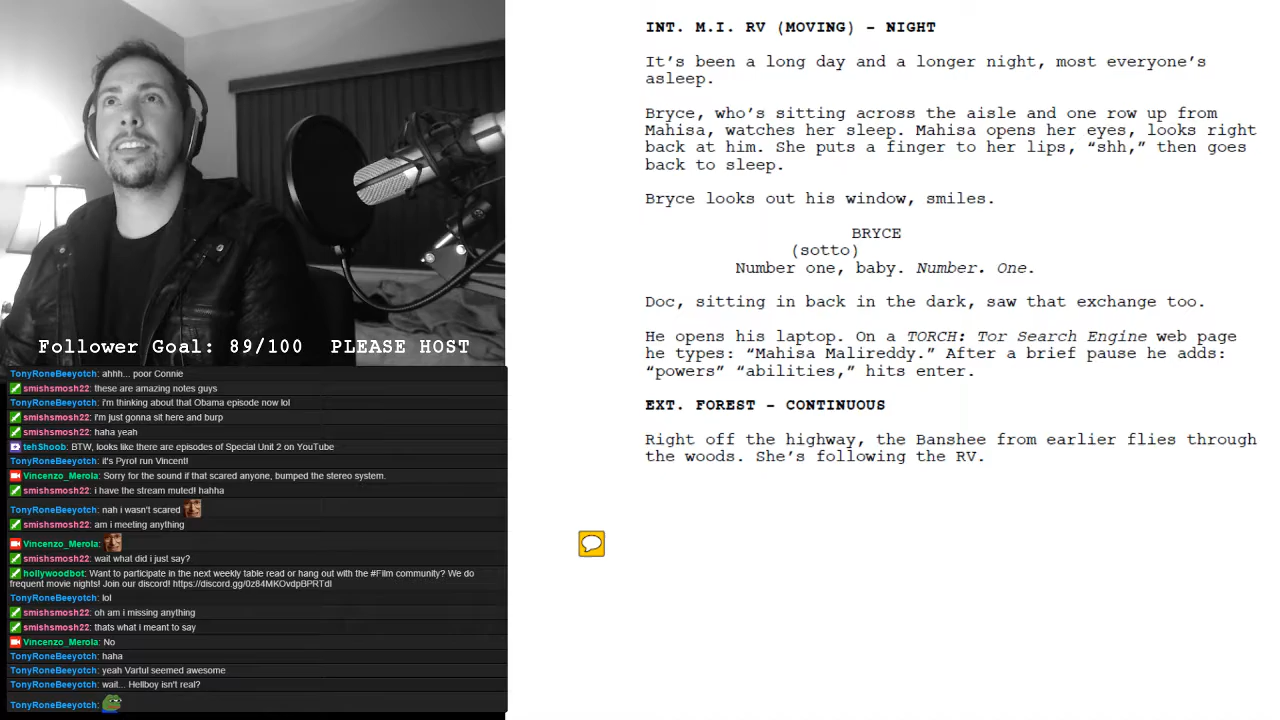 Follower Goal: 89/100 PLEASE HOST
TonyRoneBeeyotch: ahhh... poor Connie
smishsmosh22: these are amazing notes guys
TonyRoneBeeyotch: i'm thinking about that Obama episode now lol
smishsmosh22: i'm just gonna sit here and burp
smishsmosh22: haha yeah
tehShoob: BTW, looks like there are episodes of Special Unit 2 on YouTube
TonyRoneBeeyotch: it's Pyro! run Vincent!
Vincenzo_Merola: Sorry for the sound if that scared anyone, bumped the stereo system.
smishsmosh22: i have the stream muted! hahha
TonyRoneBeeyotch: nah i wasn't scared
smishsmosh22: am i meeting anything
Vincenzo_Merola:
smishsmosh22: wait what did i just say?
hollywoodbot: Want to participate in the next weekly table read or hang out with the #Film community? We do
frequent movie nights! Join our discord! https://discord.gg/0z84MKOvdpBPRTdI
TonyRoneBeeyotch: lol
smishsmosh22: oh am i missing anything
smishsmosh22: thats what i meant to say
Vincenzo_Merola: No
TonyRoneBeeyotch: haha
TonyRoneBeeyotch: yeah Vartul seemed awesome
TonyRoneBeeyotch: wait... Hellboy isn't real?
TonyRoneBeeyotch:
INT. M.I. RV (MOVING) – NIGHT
It's been a long day and a longer night, most everyone's
asleep.
Bryce, who's sitting across the aisle and one row up from
Mahisa, watches her sleep. Mahisa opens her eyes, looks right
back at him. She puts a finger to her lips, “shh,” then goes
back to sleep.
Bryce looks out his window, smiles.
BRYCE
(sotto)
Number one, baby. Number. One.
Doc, sitting in back in the dark, saw that exchange too.
He opens his laptop. On a TORCH: Tor Search Engine web page
he types: “Mahisa Malireddy.” After a brief pause he adds:
“powers” “abilities,” hits enter.
EXT. FOREST – CONTINUOUS
Right off the highway, the Banshee from earlier flies through
the woods. She's following the RV.